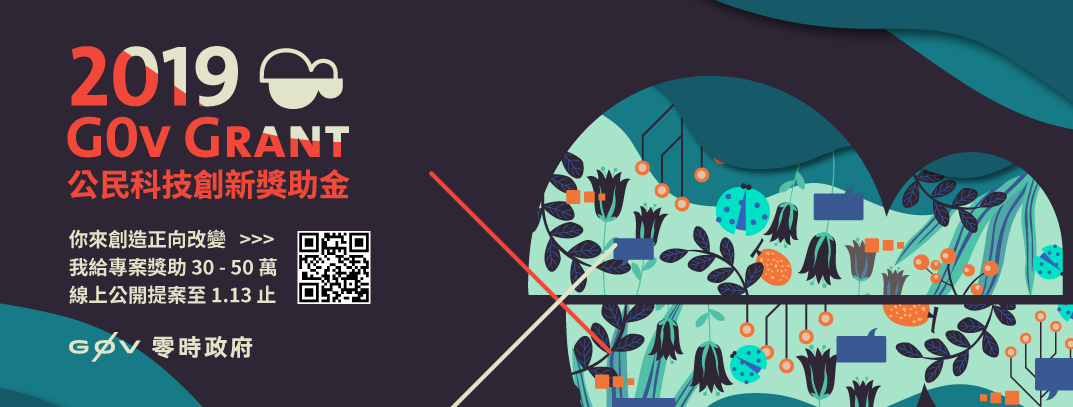 2019
G0V GRANT
公民科技創新獎助金
你來創造正向改變 >>>
我給專案獎助 30 - 50 萬
線上公開提案至 1.13 止
GØV 零時政府